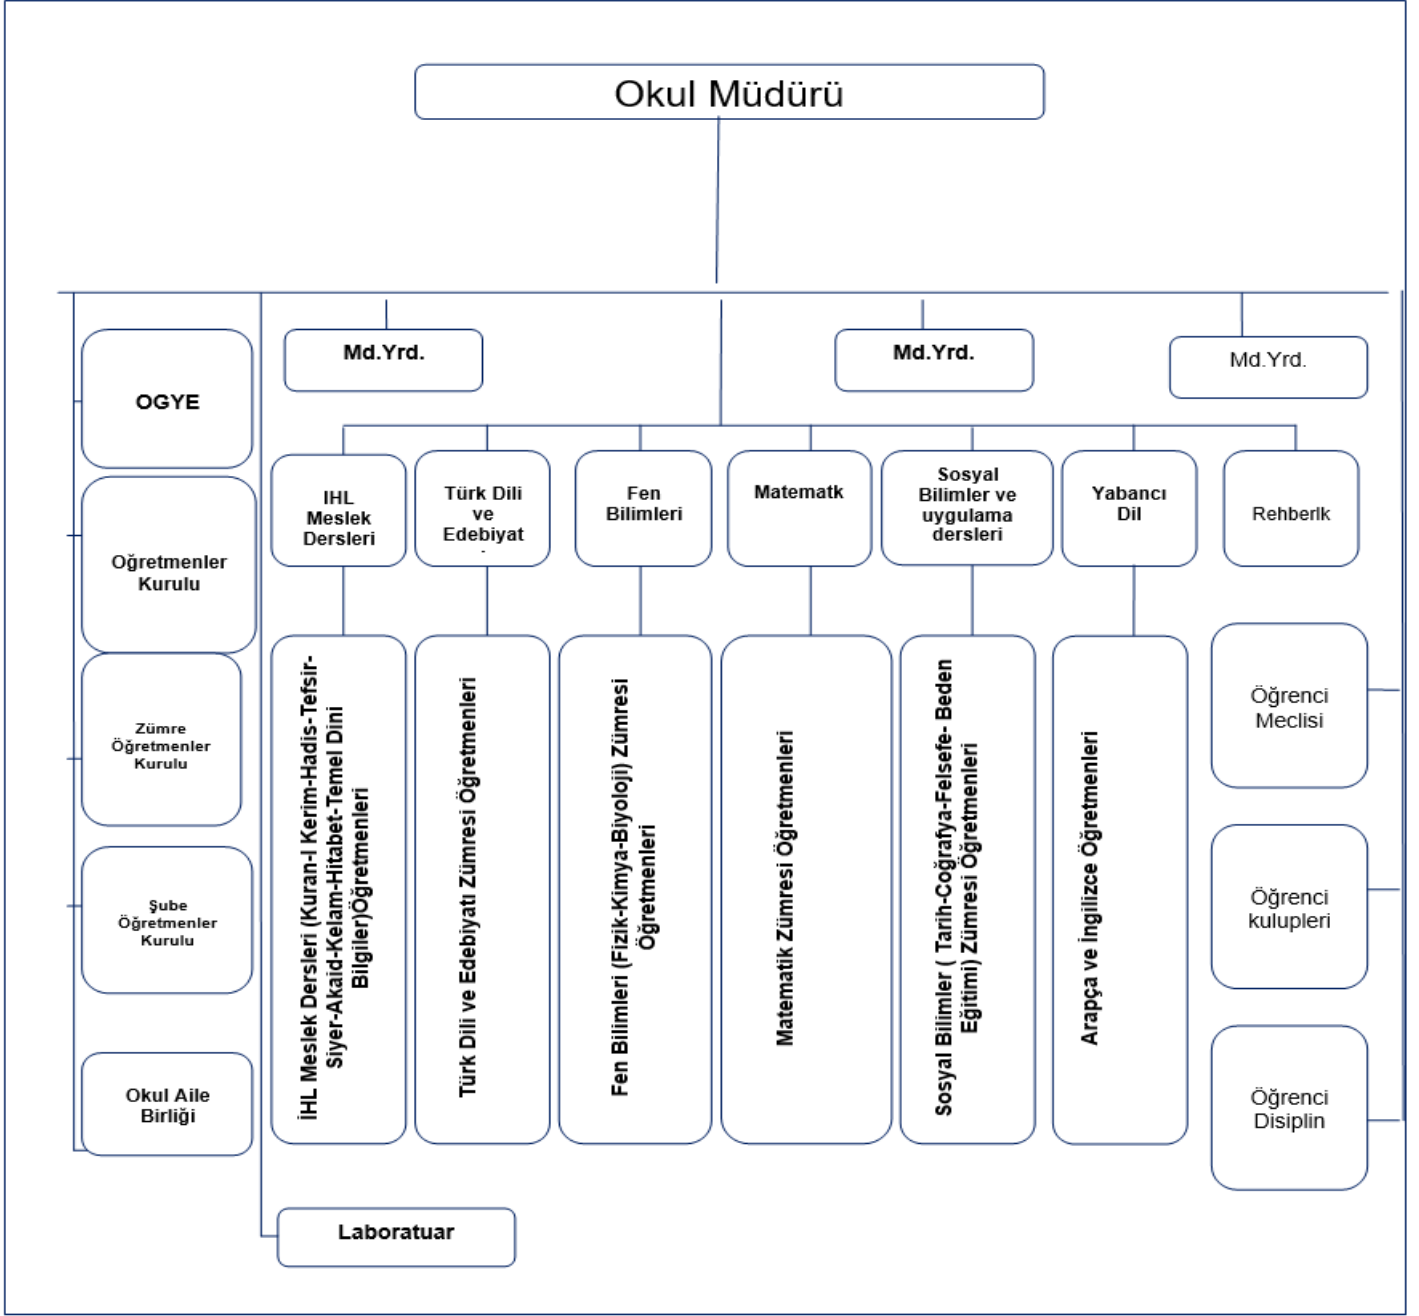 Okul Müdürü
Md.Yrd.
Md.Yrd.
Md.Yrd.
OGYE
Oğretmenler
Kurulu
Zümre
Öğretmenler
Kurulu
Şube
Öğretmenler
Kurulu
Okul Aile
Birliği
IHL
Meslek
Dersleri
Türk Dili
ve
Edebiyat
Fen
Bilimleri
Matematk
Sosyal
Bilimler ve
uygulama
dersleri
Yabancı
Dil
Rehberlk
İHL Meslek Dersleri (Kuran-I Kerim-Hadis-Tefsir-
Siyer-Akaid-Kelam-Hitabet-Temel Dini
Bilgiler)Öğretmenleri
Türk Dili ve Edebiyatı Zümresi Öğretmenleri
Fen Bilimleri (Fizik-Kimya-Biyoloji) Zümresi
Öğretmenleri
Matematik Zümresi Öğretmenleri
Sosyal Bilimler ( Tarih-Coğrafya-Felsefe- Beden
Eğitimi) Zümresi Öğretmenleri
Arapça ve İngilizce Öğretmenleri
Öğrenci
Meclisi
Öğrenci
kulupleri
Öğrenci
Disiplin
Laboratuar